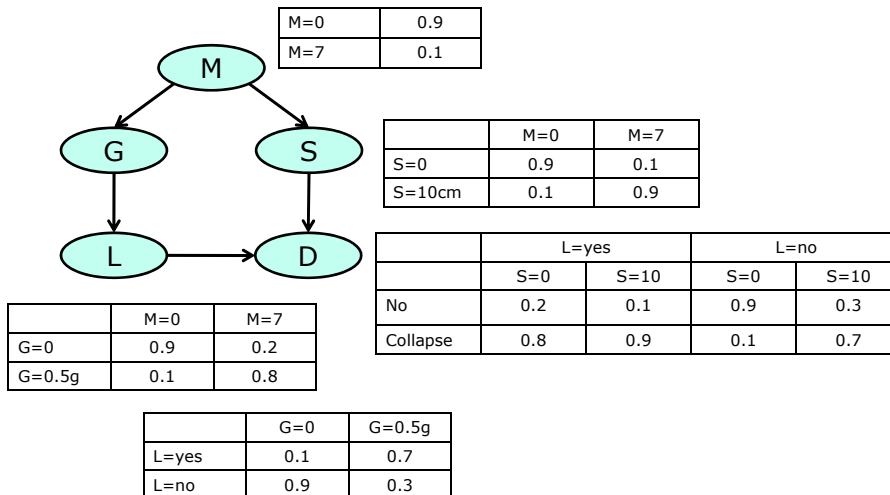 M=0 0.9
M=7 0.1
M
G
S
L
D
M=0 M=7
S=0 0.9 0.1
S=10cm 0.1 0.9
L=yes L=no
S=0 S=10 S=0 S=10
No 0.2 0.1 0.9 0.3
Collapse 0.8 0.9 0.1 0.7
M=0 M=7
G=0 0.9 0.2
G=0.5g 0.1 0.8
G=0 G=0.5g
L=yes 0.1 0.7
L=no 0.9 0.3